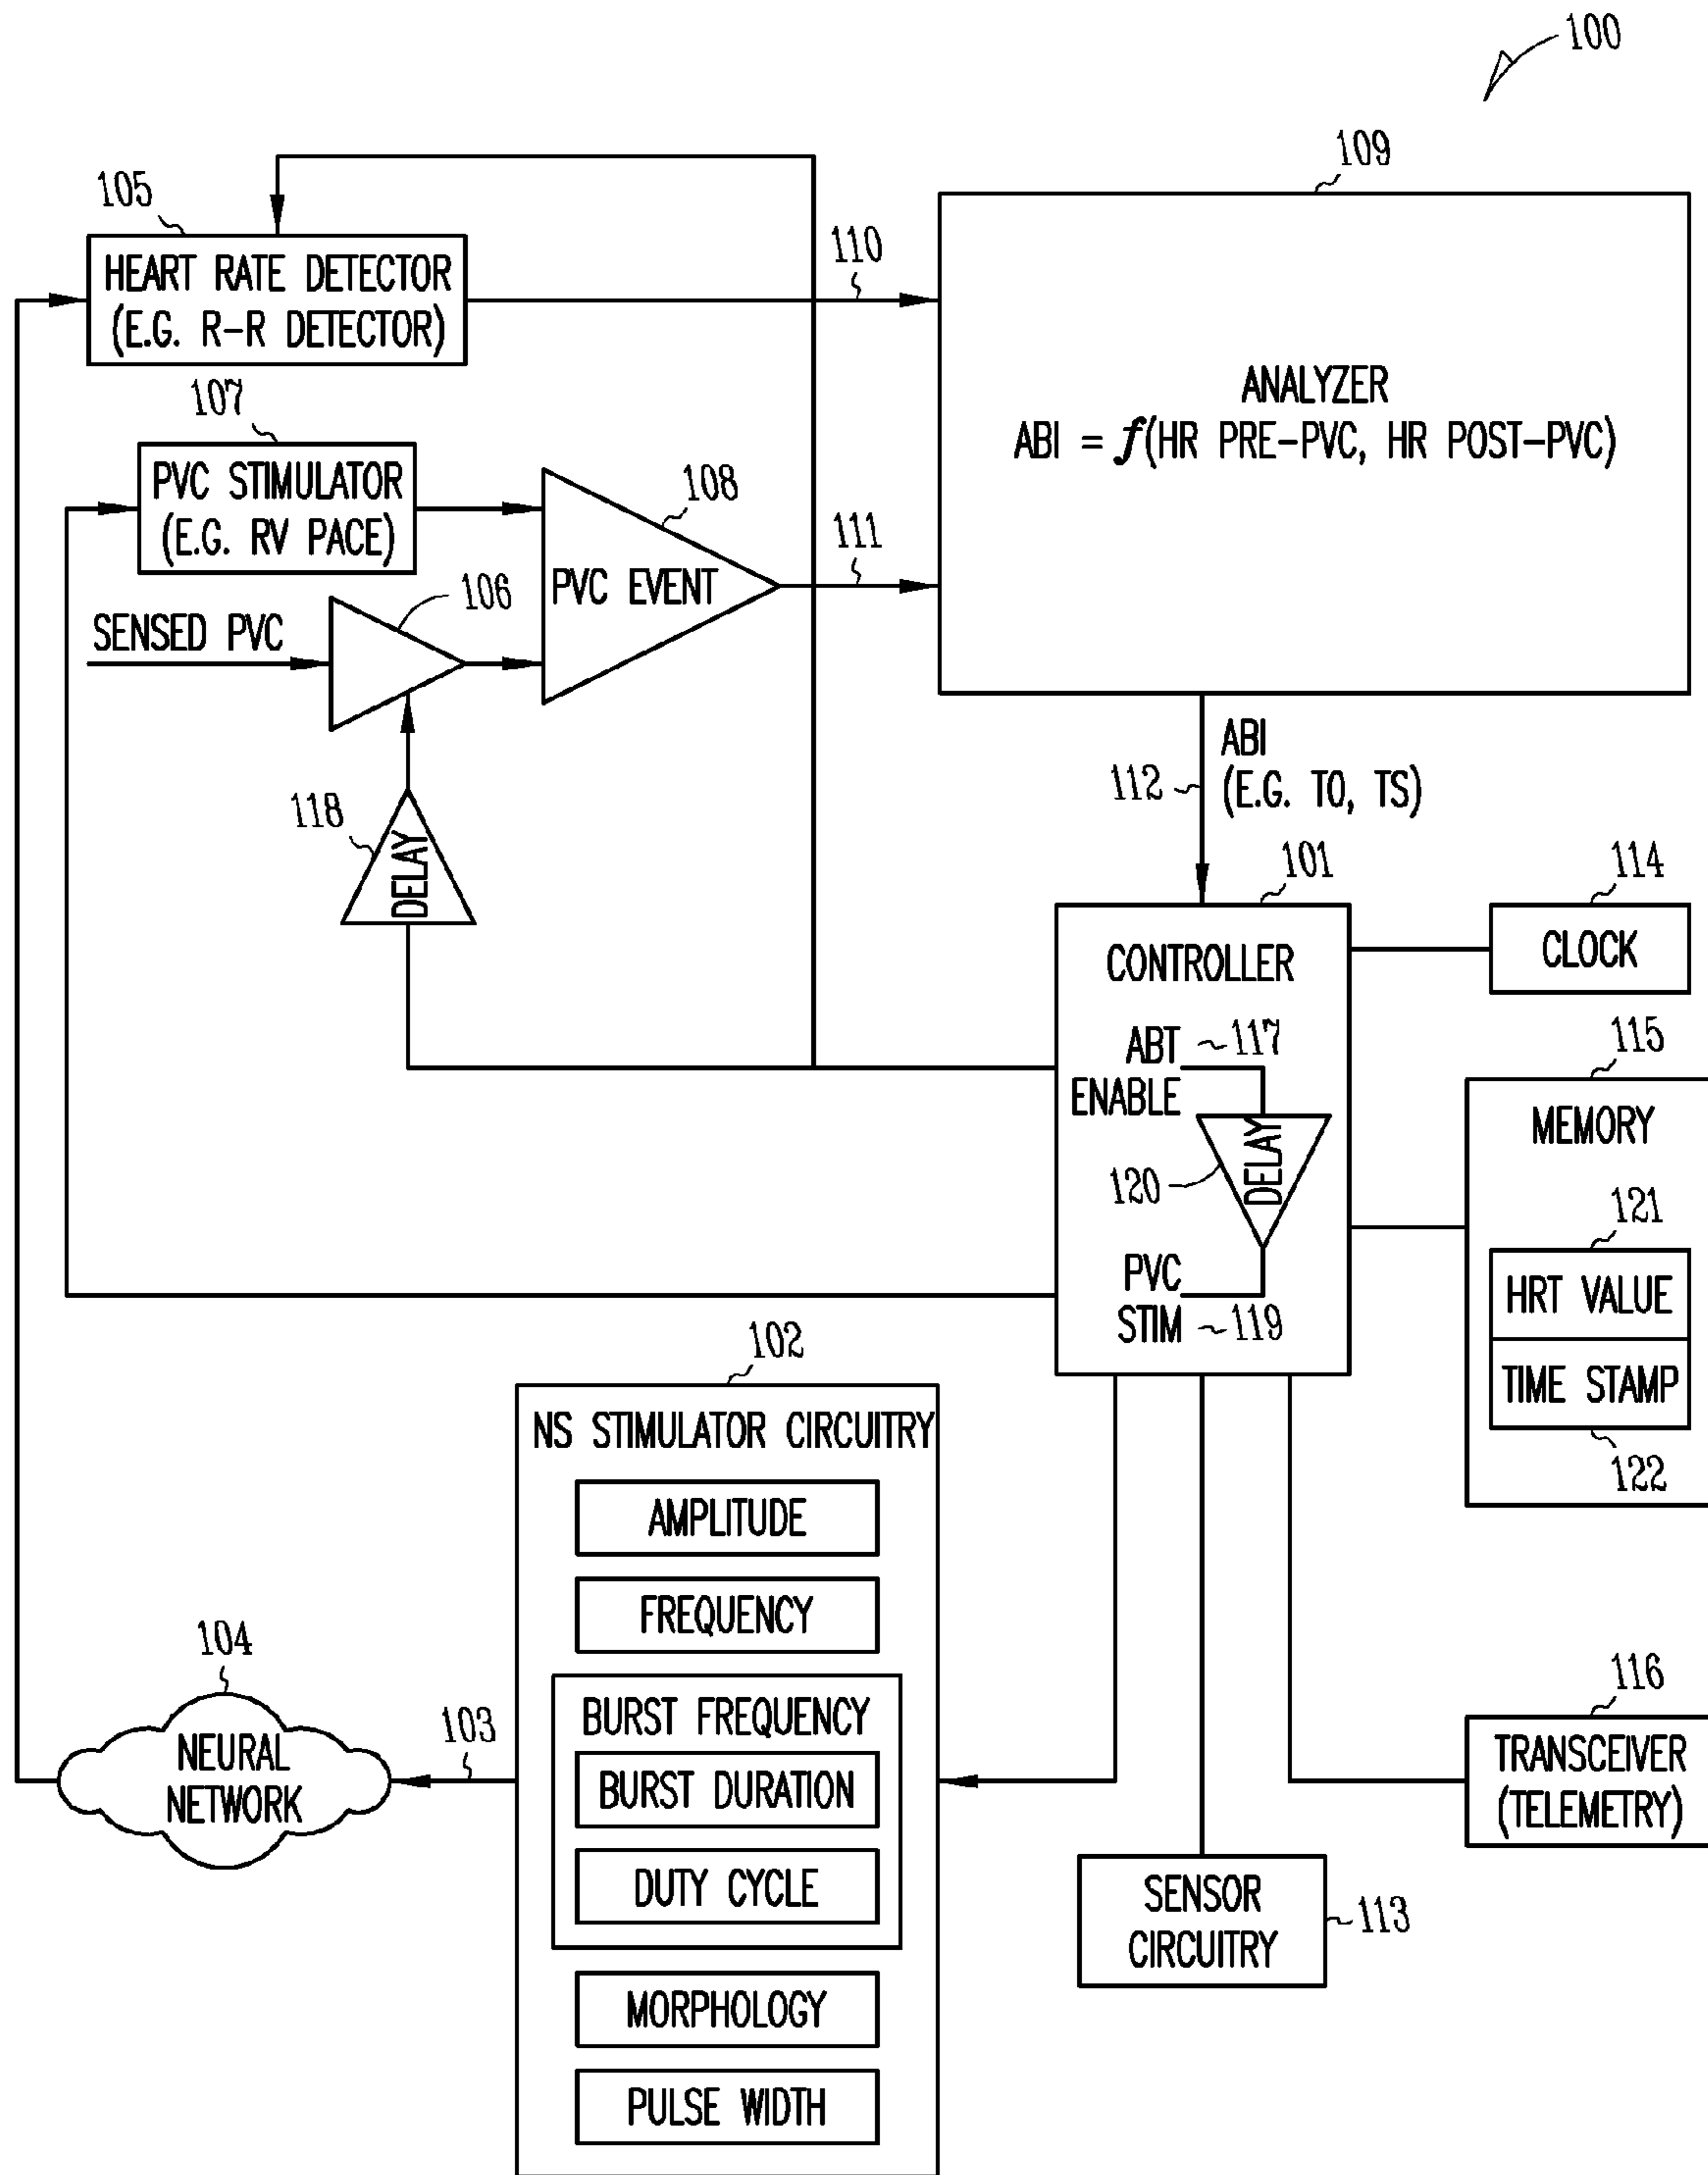 100
109
105
HEART RATE DETECTOR
(E.G. R-R DETECTOR)
110
ANALYZER
ABI = f(HR PRE-PVC, HR POST-PVC)
107
PVC STIMULATOR
(E.G. RV PACE)
108
PVC EVENT
111
106
SENSED PVC
118
DELAY
112
ABI
(E.G. TO, TS)
101
CONTROLLER
114
CLOCK
ABT
ENABLE
117
DELAY
120
PVC
STIM
119
115
MEMORY
121
HRT VALUE
TIME STAMP
122
102
NS STIMULATOR CIRCUITRY
AMPLITUDE
FREQUENCY
BURST FREQUENCY
BURST DURATION
DUTY CYCLE
MORPHOLOGY
PULSE WIDTH
104
NEURAL
NETWORK
103
116
TRANSCEIVER
(TELEMETRY)
SENSOR
CIRCUITRY
113